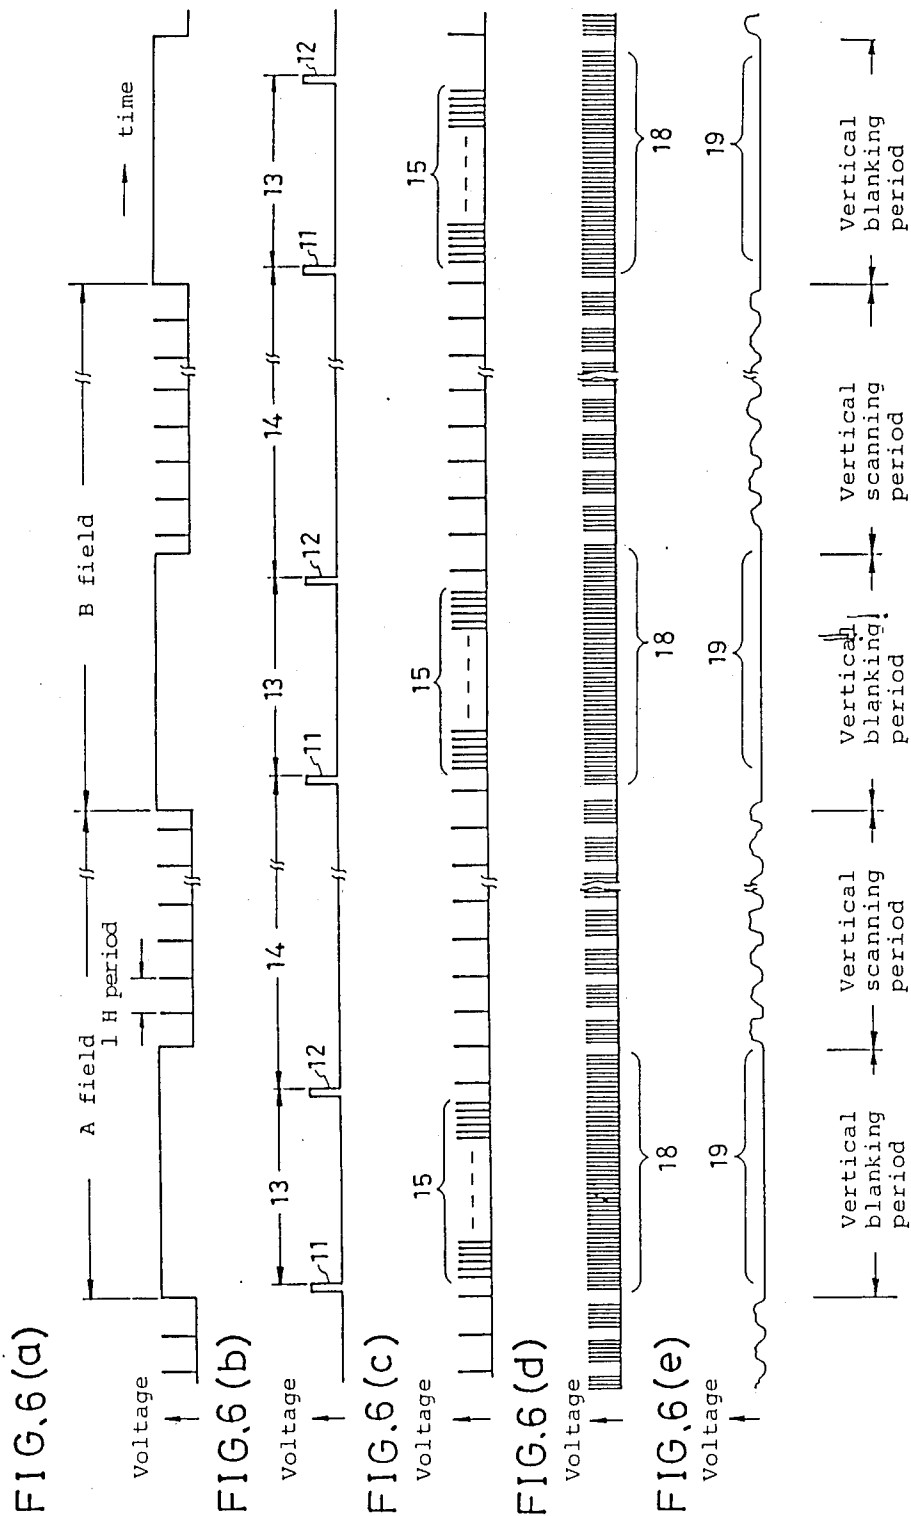 FIG.6(a)
Voltage
A field
B field
1 H period
time
FIG.6(b)
Voltage
11
13
12
14
11
13
12
14
11
13
12
FIG.6(c)
Voltage
15
15
15
FIG.6(d)
Voltage
18
18
18
FIG.6(e)
Voltage
19
19
19
Vertical
blanking
period
Vertical
scanning
period
Vertical
blanking
period
Vertical
scanning
period
Vertical
blanking
period